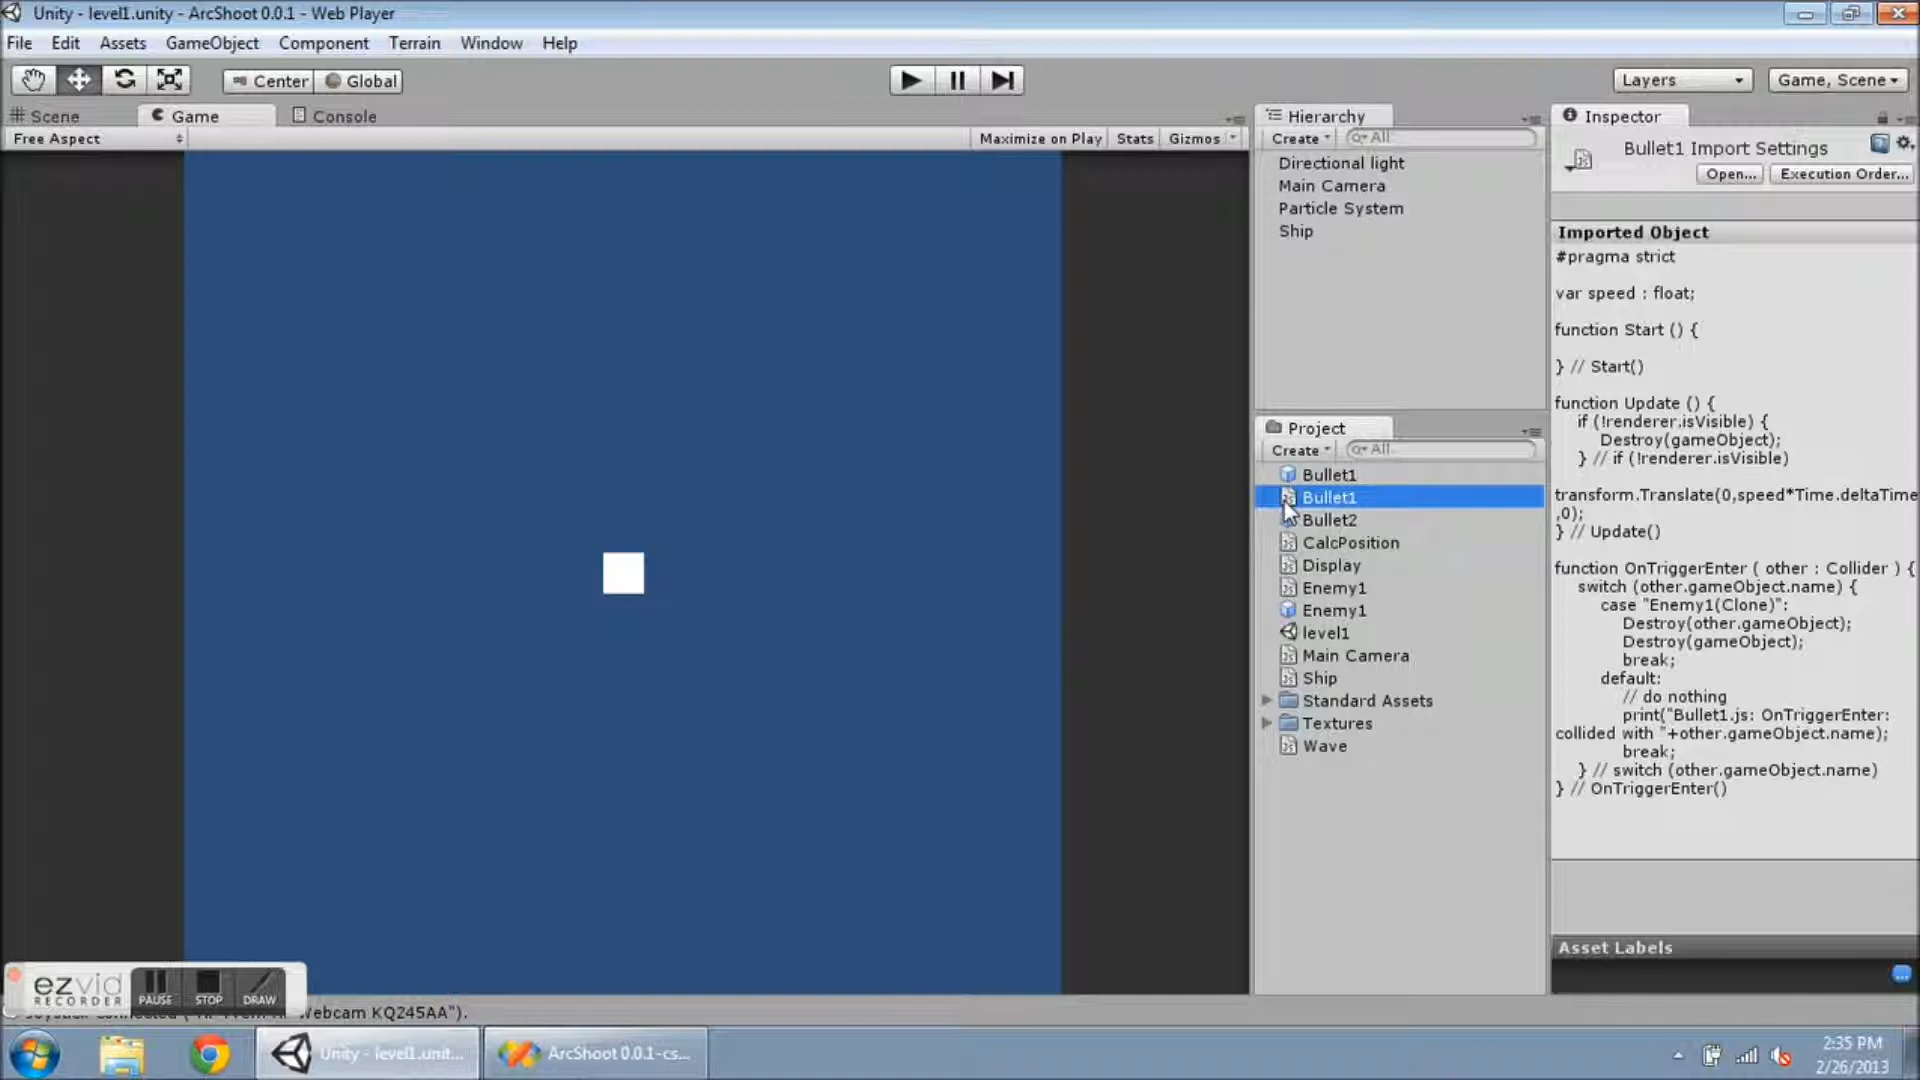 Unity - level1.unity - ArcShoot 0.0.1 - Web Player
File Edit Assets GameObject Component Terrain Window Help
Center Global
Layers
Game, Scene
Scene Game Console
Free Aspect
Maximize on Play Stats Gizmos
Hierarchy
Create All
Directional light
Main Camera
Particle System
Ship
Project
Create All
Bullet1
Bullet1
Bullet2
CalcPosition
Display
Enemy1
Enemy1
level1
Main Camera
Ship
Standard Assets
Textures
Wave
Inspector
Bullet1 Import Settings
Open... Execution Order...
Imported Object
#pragma strict
var speed : float;
function Start () {
} // Start()
function Update () {
if (!renderer.isVisible) {
Destroy(gameObject);
} // if (!renderer.isVisible)
transform.Translate(0,speed*Time.deltaTime
,0);
} // Update()
function OnTriggerEnter ( other : Collider ) {
switch (other.gameObject.name) {
case "Enemy1(Clone)":
Destroy(other.gameObject);
Destroy(gameObject);
break;
default:
// do nothing
print("Bullet1.js: OnTriggerEnter:
collided with "+other.gameObject.name);
break;
} // switch (other.gameObject.name)
} // OnTriggerEnter()
Asset Labels
ezvid
RECORDER
PAUSE STOP DRAW
Webcam KQ245AA").
Unity - level1.unit...
ArcShoot 0.0.1-cs...
2:35 PM
2/26/2013